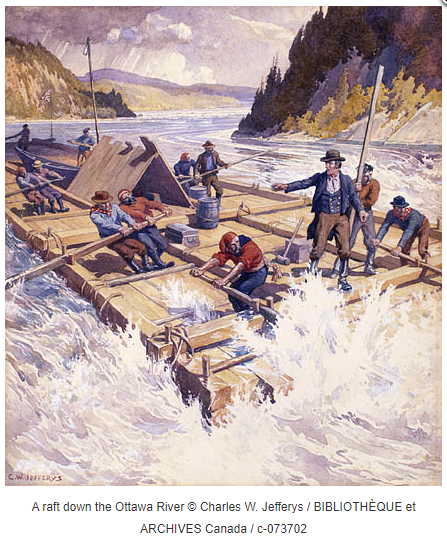 C.W. JEFFERYS
A raft down the Ottawa River © Charles W. Jefferys / BIBLIOTHÈQUE et
ARCHIVES Canada / c-073702